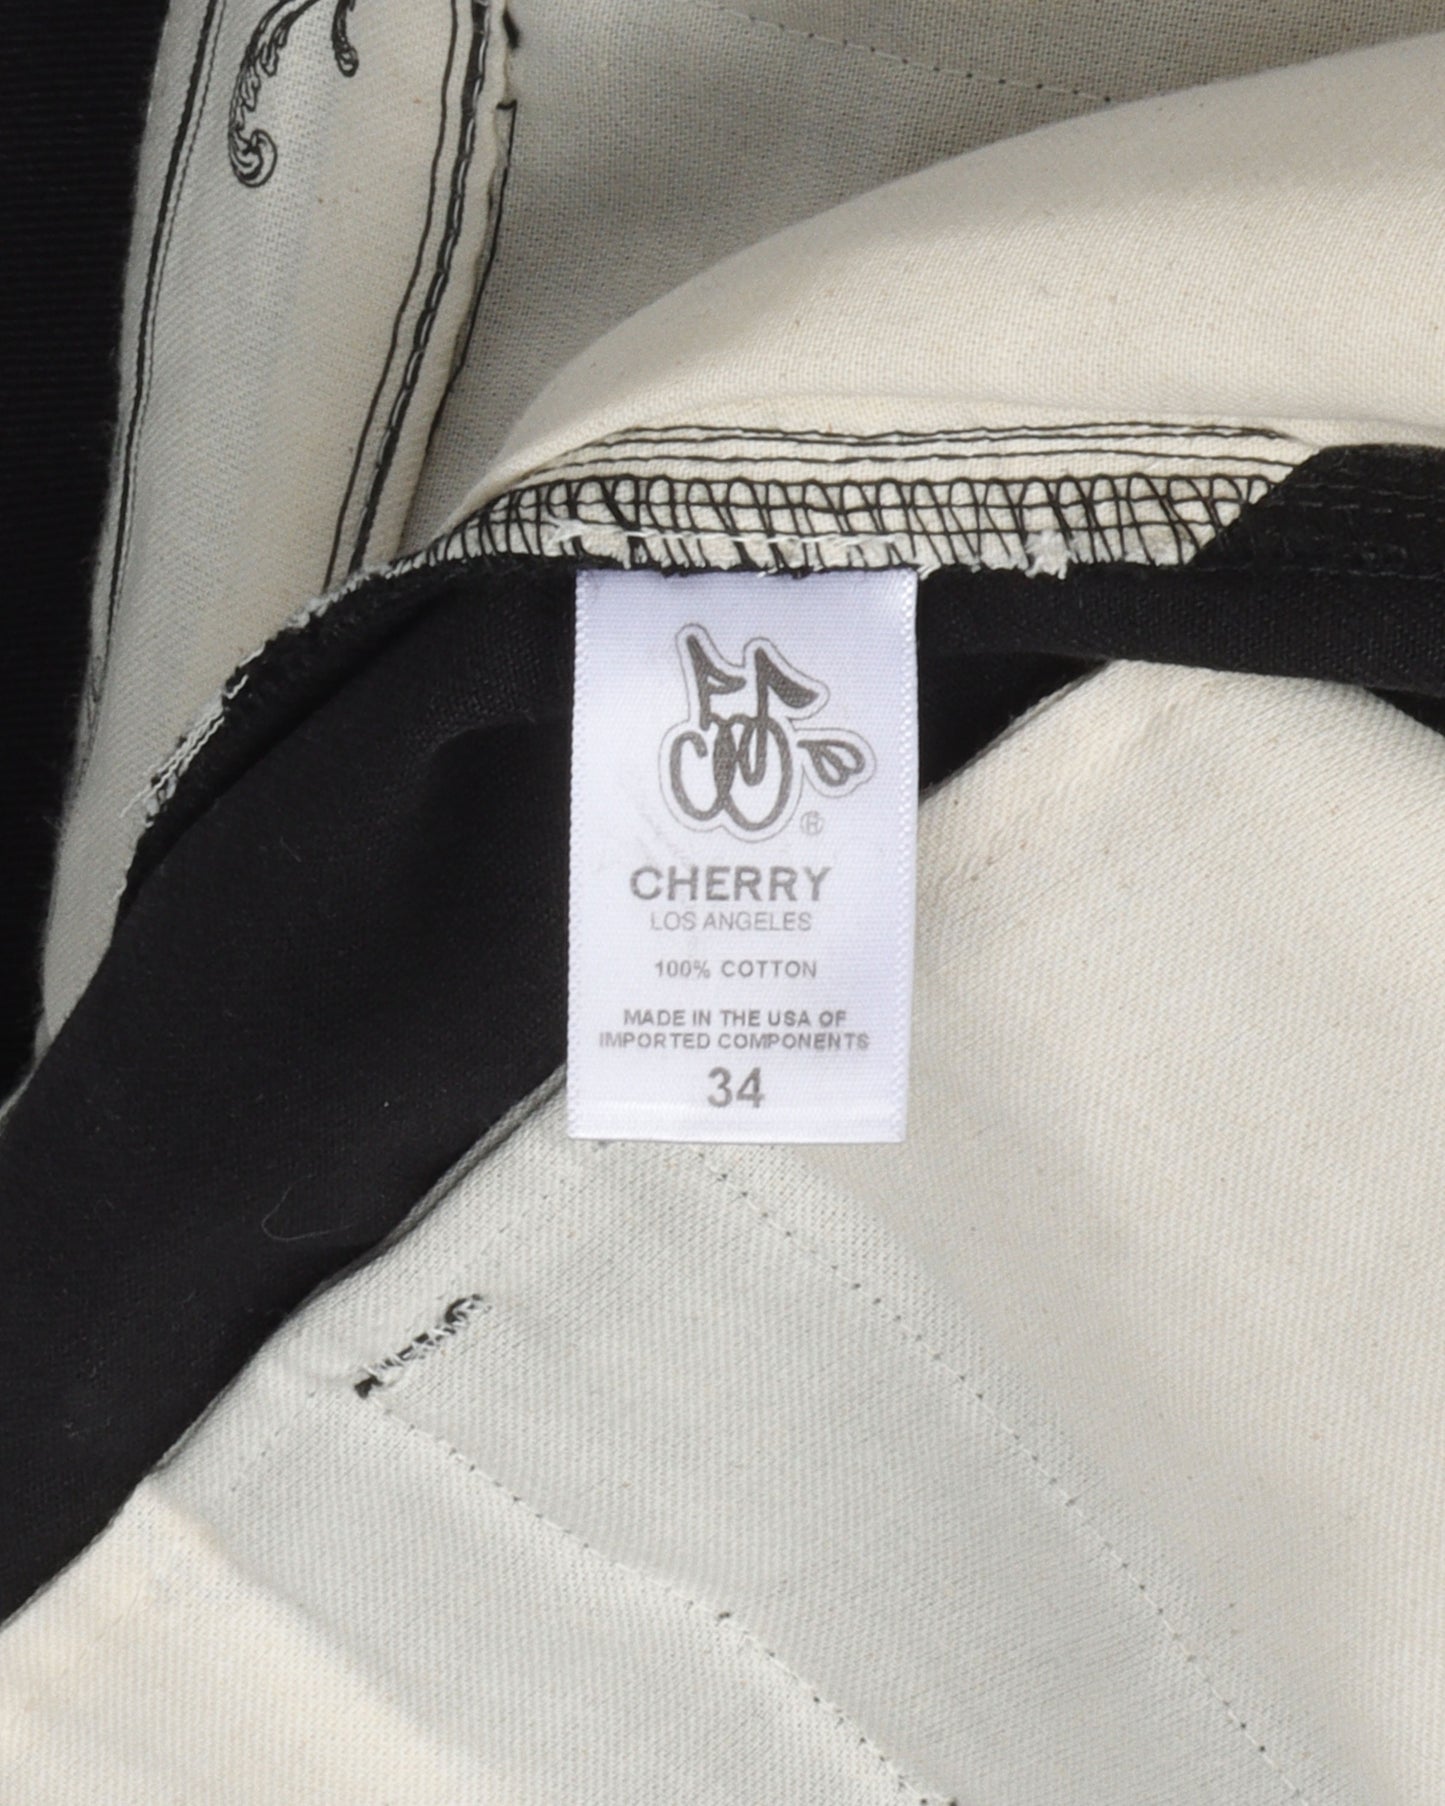 ®
CHERRY
LOS ANGELES
100% COTTON
MADE IN THE USA OF
IMPORTED COMPONENTS
34